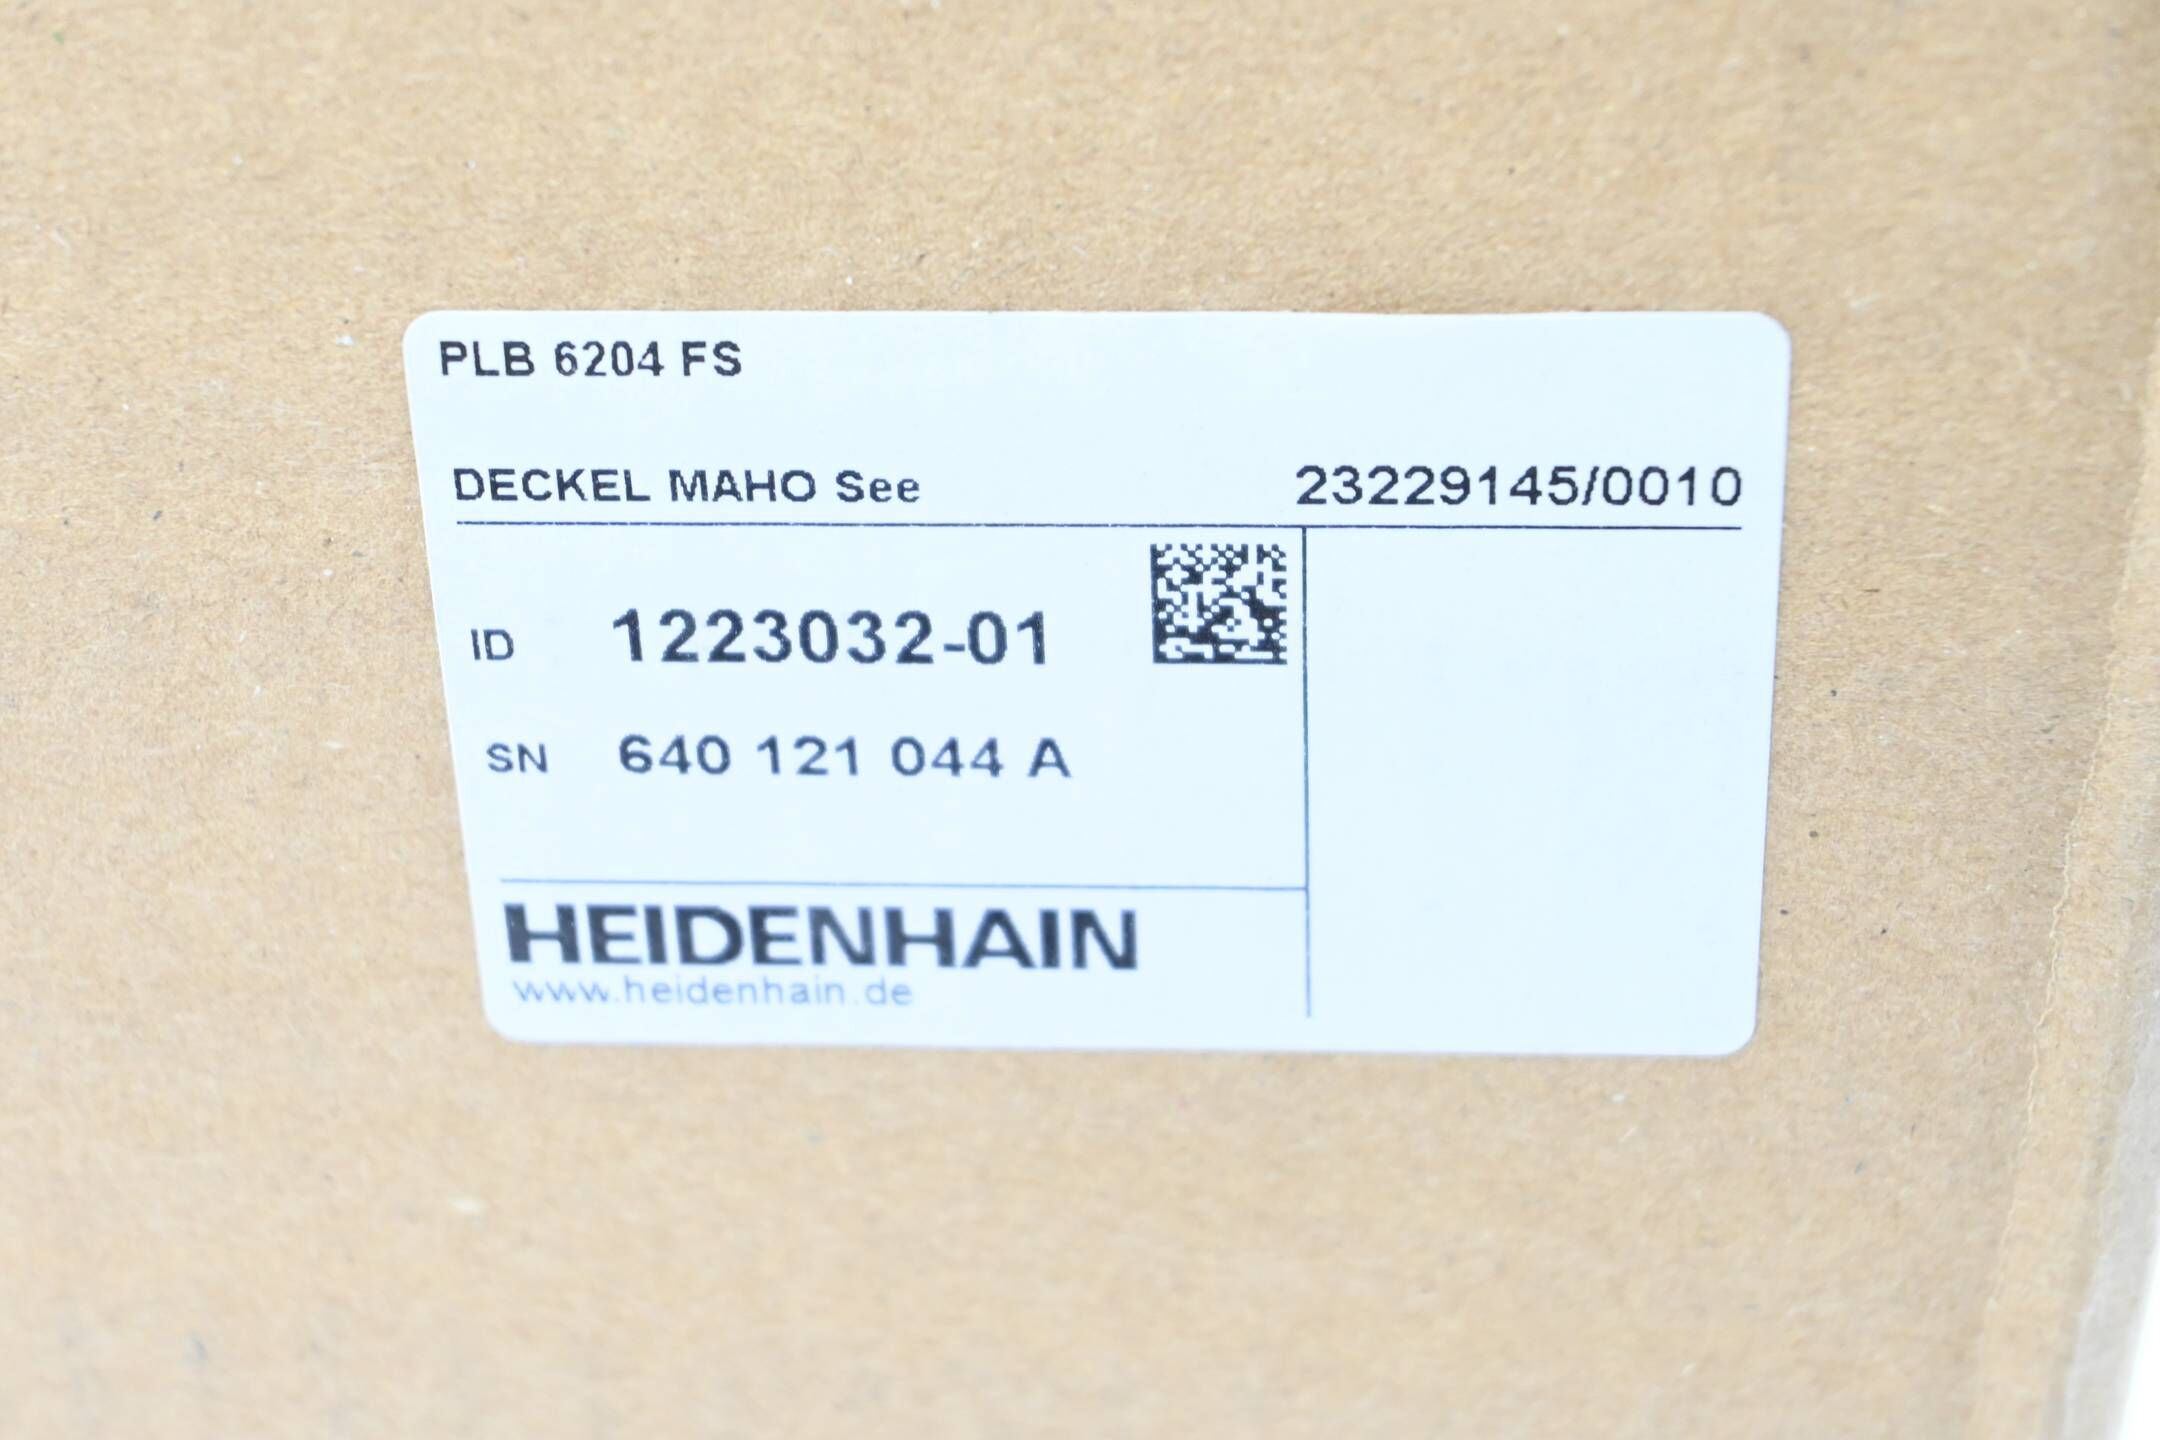 PLB 6204 FS
DECKEL MAHO See 23229145/0010
ID 1223032-01
SN 640 121 044 A
HEIDENHAIN
www.heidenhain.de